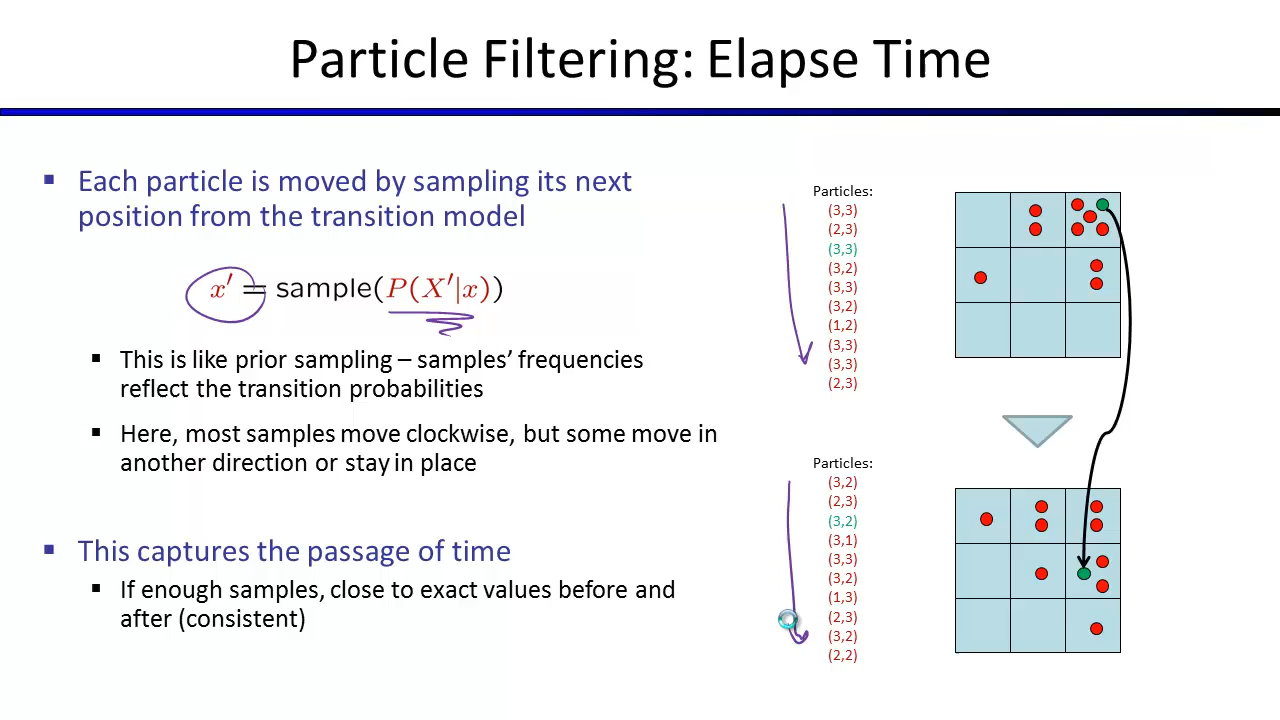 Particle Filtering: Elapse Time
▪ Each particle is moved by sampling its next
position from the transition model
x′ = sample(P(X′|x))
▪ This is like prior sampling – samples’ frequencies
reflect the transition probabilities
▪ Here, most samples move clockwise, but some move in
another direction or stay in place
▪ This captures the passage of time
▪ If enough samples, close to exact values before and
after (consistent)
Particles:
(3,3)
(2,3)
(3,3)
(3,2)
(3,3)
(3,2)
(1,2)
(3,3)
(3,3)
(2,3)
Particles:
(3,2)
(2,3)
(3,2)
(3,1)
(3,3)
(3,2)
(1,3)
(2,3)
(3,2)
(2,2)